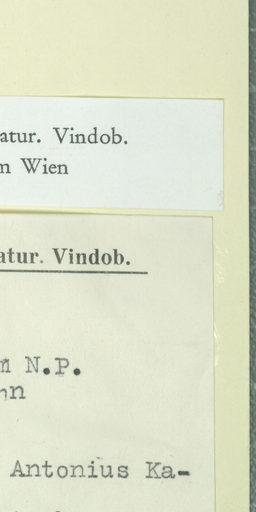 atur. Vindob.
m Wien
atur. Vindob.
N.P.
nn
Antonius Ka-